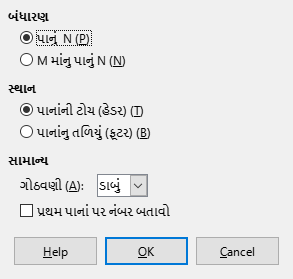 બંધારણ
પાનું N (P)
M માંનુ પાનું N (N)
સ્થાન
પાનાંની ટોચ (હેડર) (T)
પાનાંનુ તળિયું (ફૂટર) (B)
સામાન્ય
ગોઠવણી (A): ડાબું
પ્રથમ પાનાં પર નંબર બતાવો
Help OK Cancel